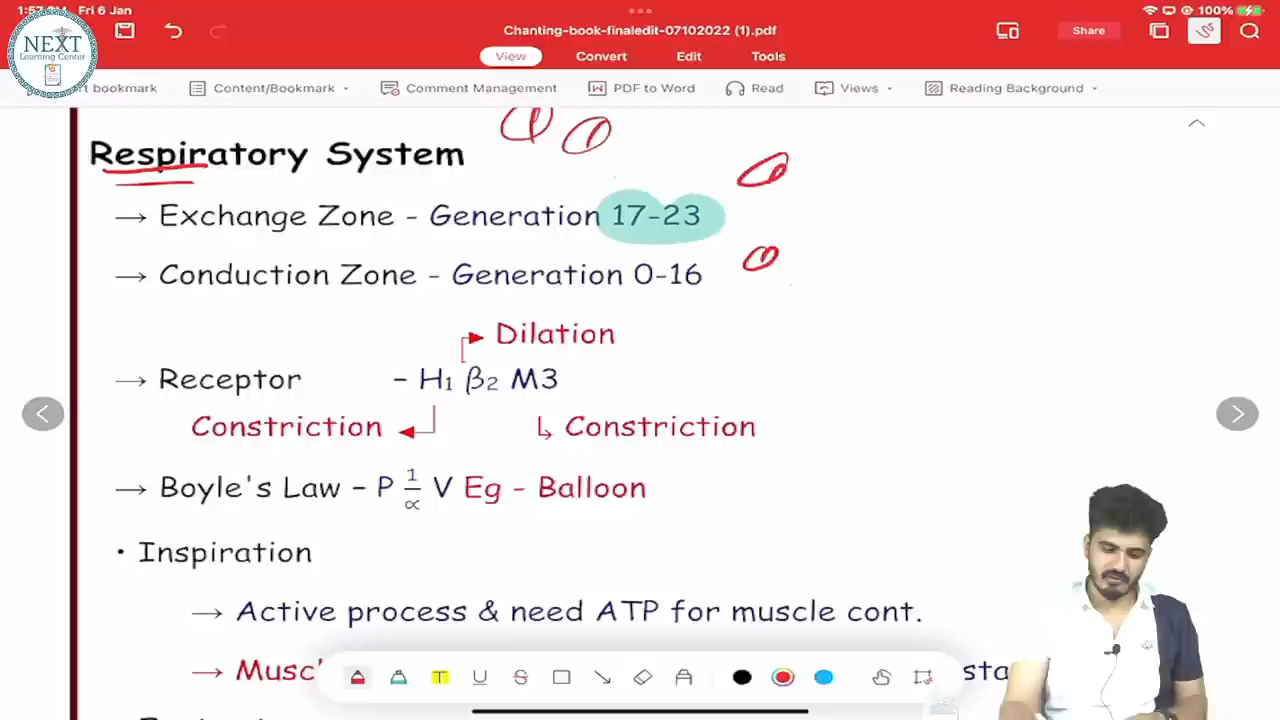 1:57 PM Fri 6 Jan
100%
NEXT
Learning Center
Chanting-book-finaledit-07102022 (1).pdf
Share
View
Convert
Edit
Tools
bookmark
Content/Bookmark
Comment Management
PDF to Word
Read
Views
Reading Background
Respiratory System
→ Exchange Zone - Generation 17-23
→ Conduction Zone - Generation 0-16
Dilation
→ Receptor - H1 β2 M3
Constriction
Constriction
→ Boyle's Law - P 1/∝ V Eg - Balloon
• Inspiration
→ Active process & need ATP for muscle cont.